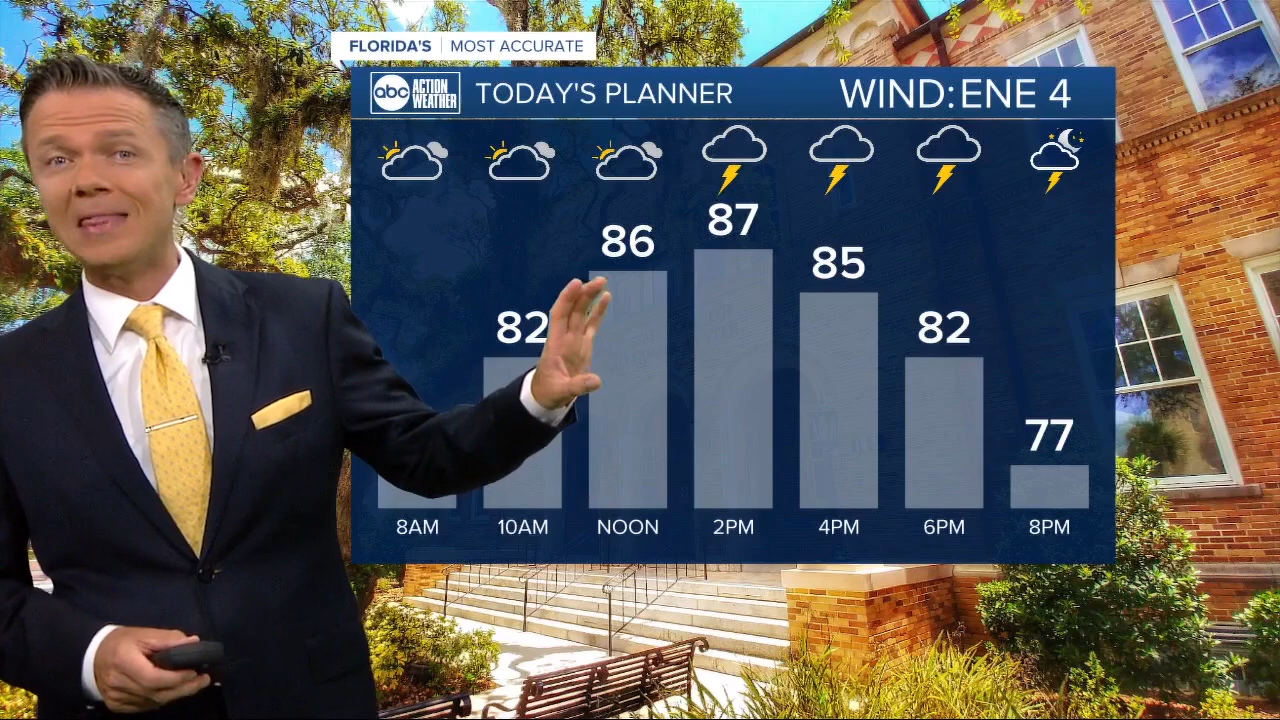 FLORIDA'S MOST ACCURATE
abc ACTION WEATHER TODAY'S PLANNER WIND: ENE 4
82 86 87 85 82 77
8AM 10AM NOON 2PM 4PM 6PM 8PM